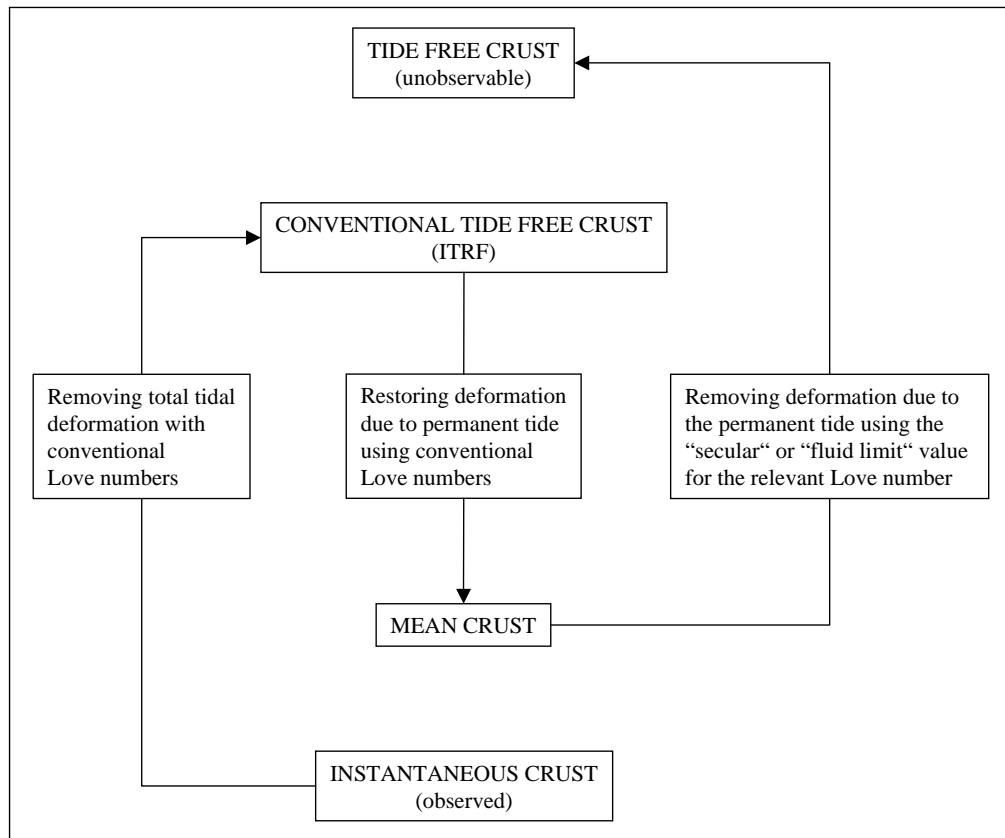 TIDE FREE CRUST
(unobservable)
CONVENTIONAL TIDE FREE CRUST
(ITRF)
Removing total tidal
deformation with
conventional
Love numbers
Restoring deformation
due to permanent tide
using conventional
Love numbers
Removing deformation due to
the permanent tide using the
“secular“ or “fluid limit“ value
for the relevant Love number
MEAN CRUST
INSTANTANEOUS CRUST
(observed)